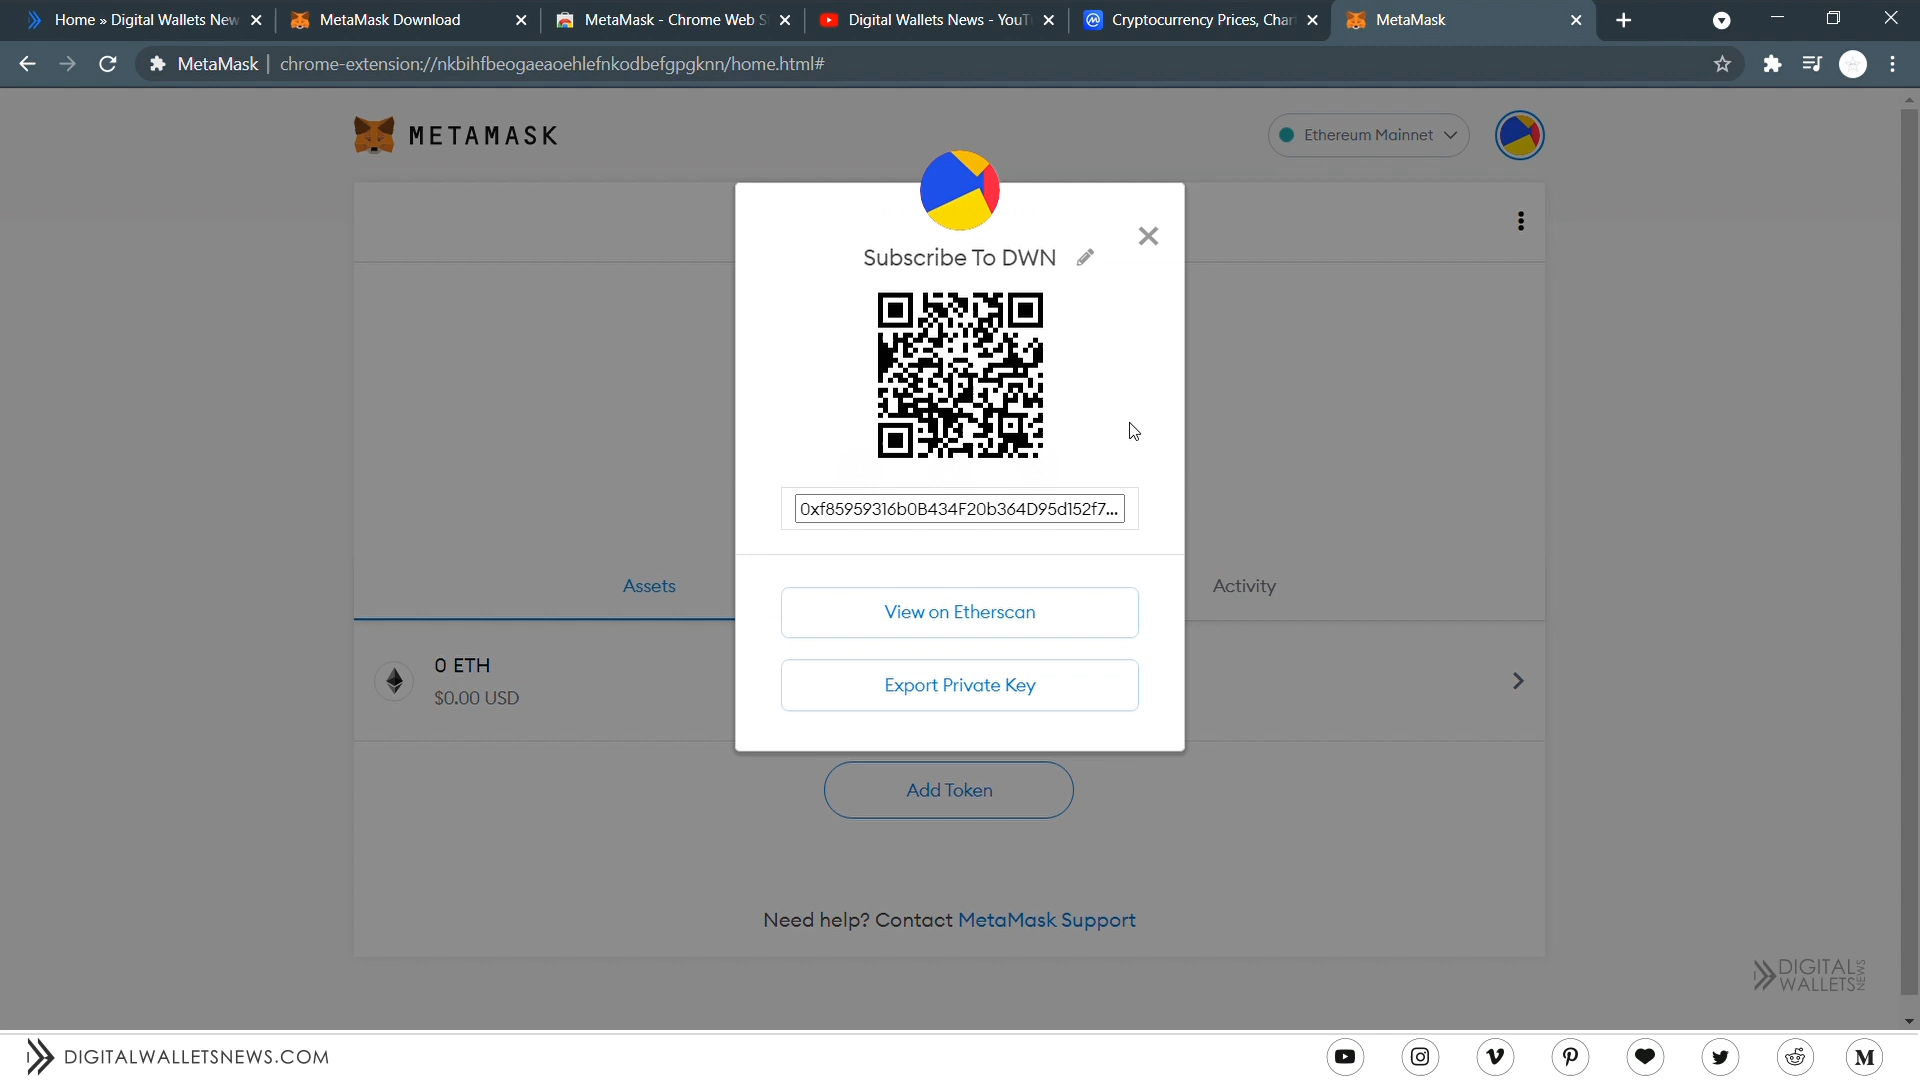 Home » Digital Wallets New
MetaMask Download
MetaMask - Chrome Web S
Digital Wallets News - YouT
Cryptocurrency Prices, Char
MetaMask
MetaMask | chrome-extension://nkbihfbeogaeaoehlefnkodbefgpgknn/home.html#
METAMASK
Ethereum Mainnet
Subscribe To DWN
0xf85959316b0B434F20b364D95d152f7...
Assets
Activity
View on Etherscan
0 ETH
$0.00 USD
Export Private Key
Add Token
Need help? Contact MetaMask Support
DIGITAL
WALLETS
NEWS
DIGITALWALLETSNEWS.COM